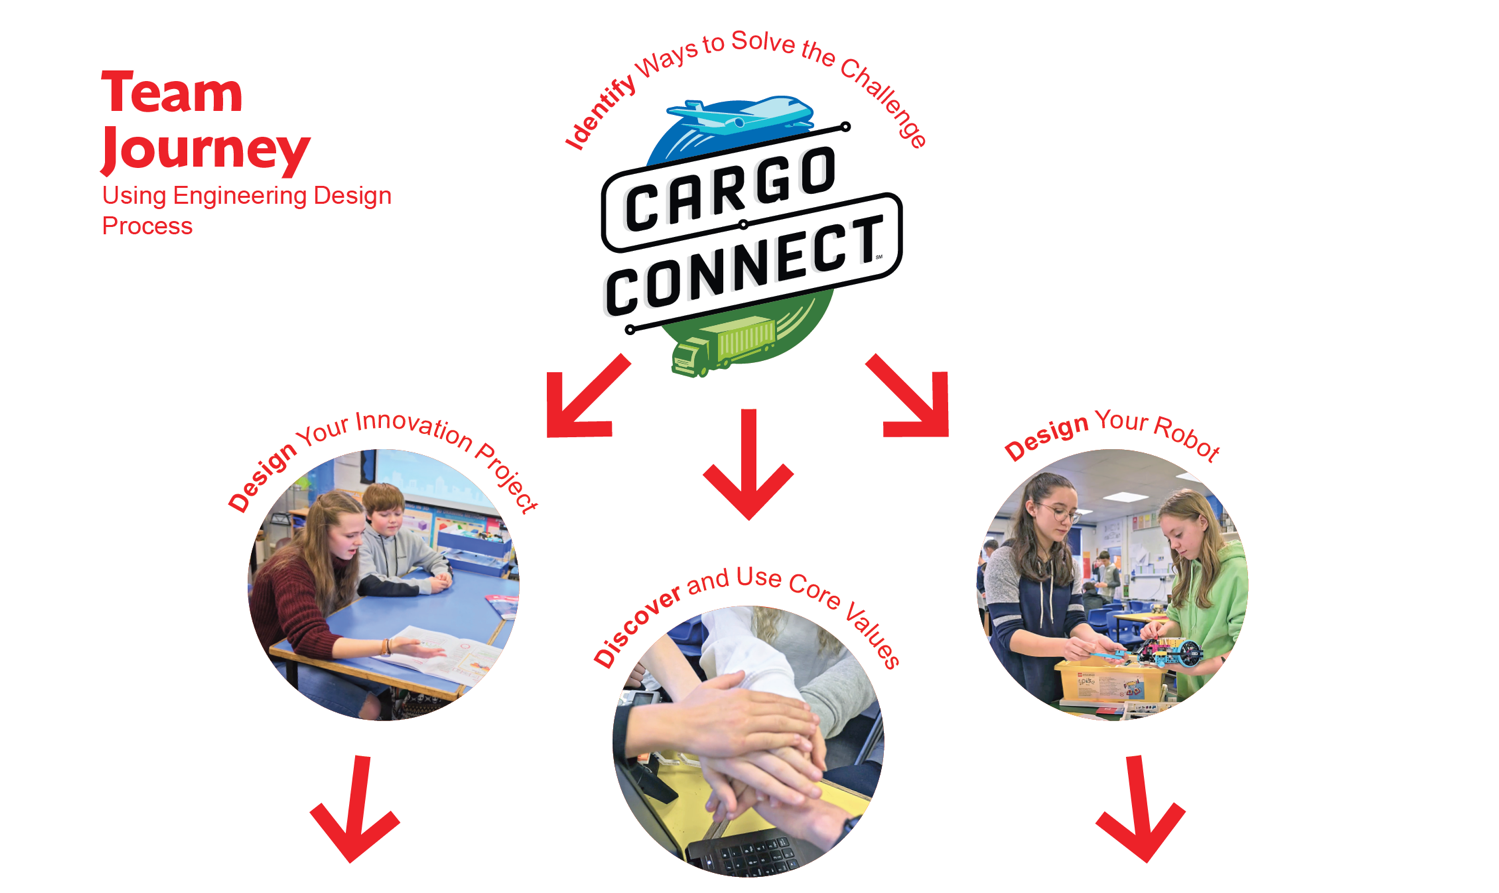 Team
Journey
Using Engineering Design
Process
Identify Ways to Solve the Challenge
CARGO
CONNECT
SM
Design Your Innovation Project
Discover and Use Core Values
Design Your Robot